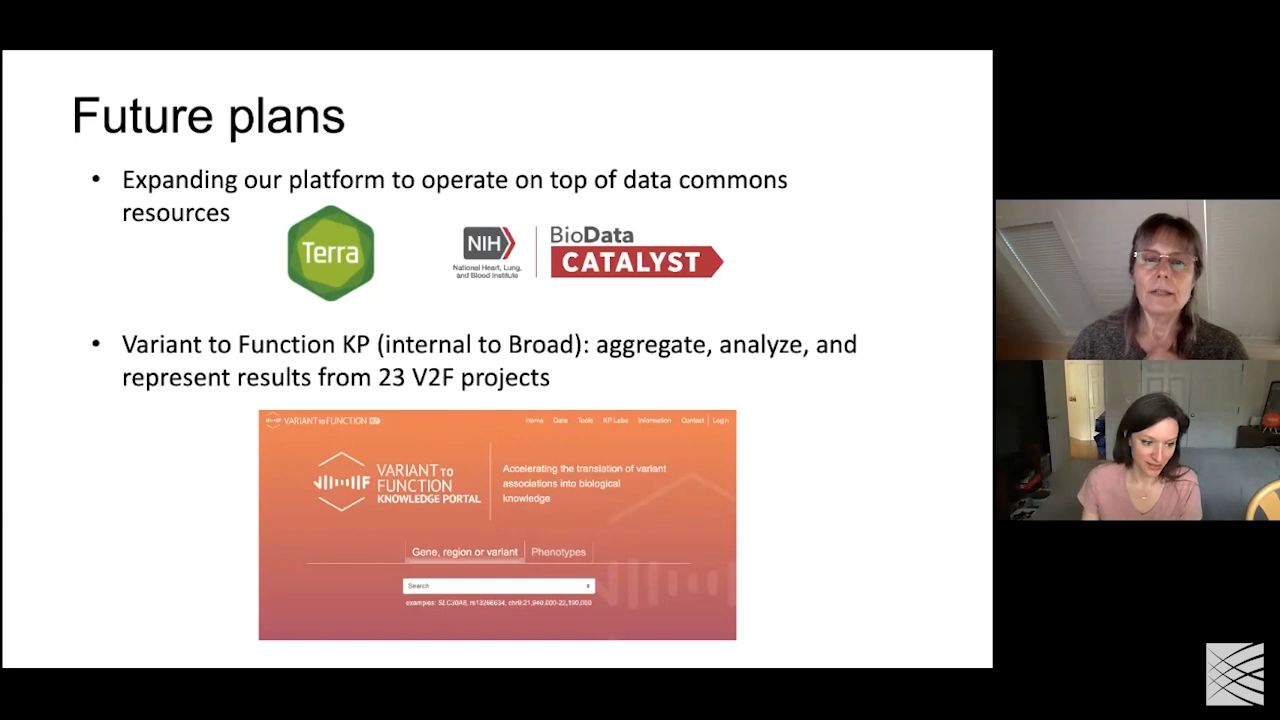 Future plans
• Expanding our platform to operate on top of data commons
resources
Terra
NIH
National Heart, Lung,
and Blood Institute
BioData
CATALYST
• Variant to Function KP (internal to Broad): aggregate, analyze, and
represent results from 23 V2F projects
VARIANT TO FUNCTION KP
Home Data Tools KP Labs Information Contact Login
VARIANT TO
FUNCTION
KNOWLEDGE PORTAL
Accelerating the translation of variant
associations into biological
knowledge
Gene, region or variant
Phenotypes
Search
examples: SLC30A8, rs13266634, chr9:21,940,000-22,190,000